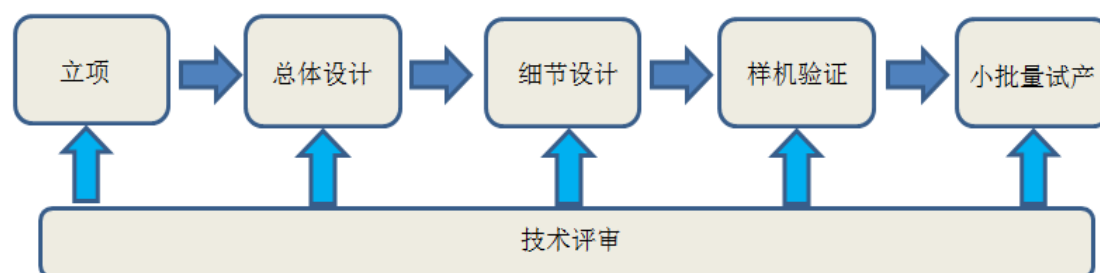 立项
总体设计
细节设计
样机验证
小批量试产
技术评审